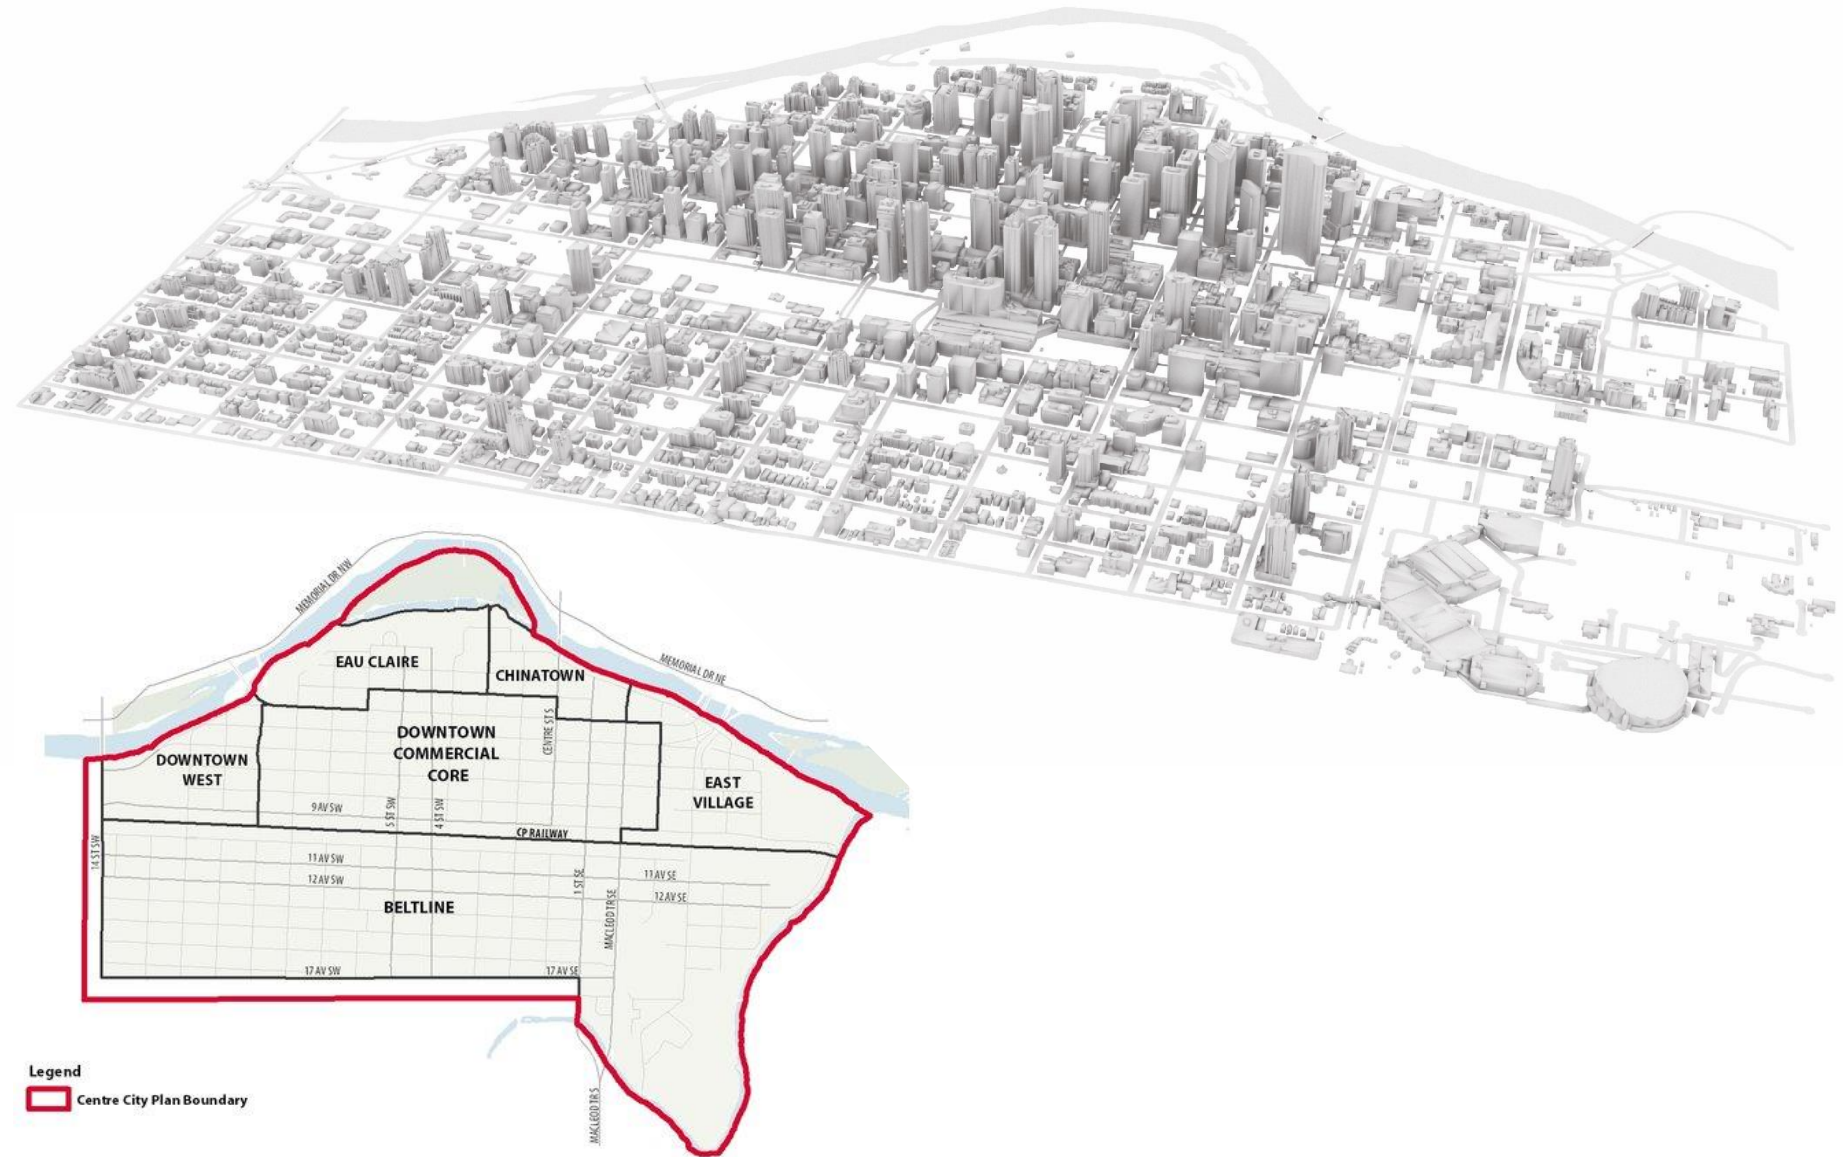 MEMORIAL DR NW
EAU CLAIRE
CHINATOWN
MEMORIAL DR NE
DOWNTOWN
COMMERCIAL
CORE
CENTRE ST S
DOWNTOWN
WEST
EAST
VILLAGE
9 AV SW
5 ST SW
4 ST SW
CP RAILWAY
14 ST SW
11 AV SW
12 AV SW
1 ST SE
11 AV SE
12 AV SE
MACLEOD TR SE
BELTLINE
17 AV SW
17 AV SE
MACLEOD TR S
Legend
Centre City Plan Boundary